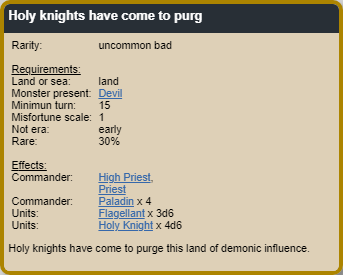 Holy knights have come to purg
Rarity: uncommon bad
Requirements:
Land or sea: land
Monster present: Devil
Minimun turn: 15
Misfortune scale: 1
Not era: early
Rare: 30%
Effects:
Commander: High Priest,
Priest
Commander: Paladin x 4
Units: Flagellant x 3d6
Units: Holy Knight x 4d6
Holy knights have come to purge this land of demonic influence.